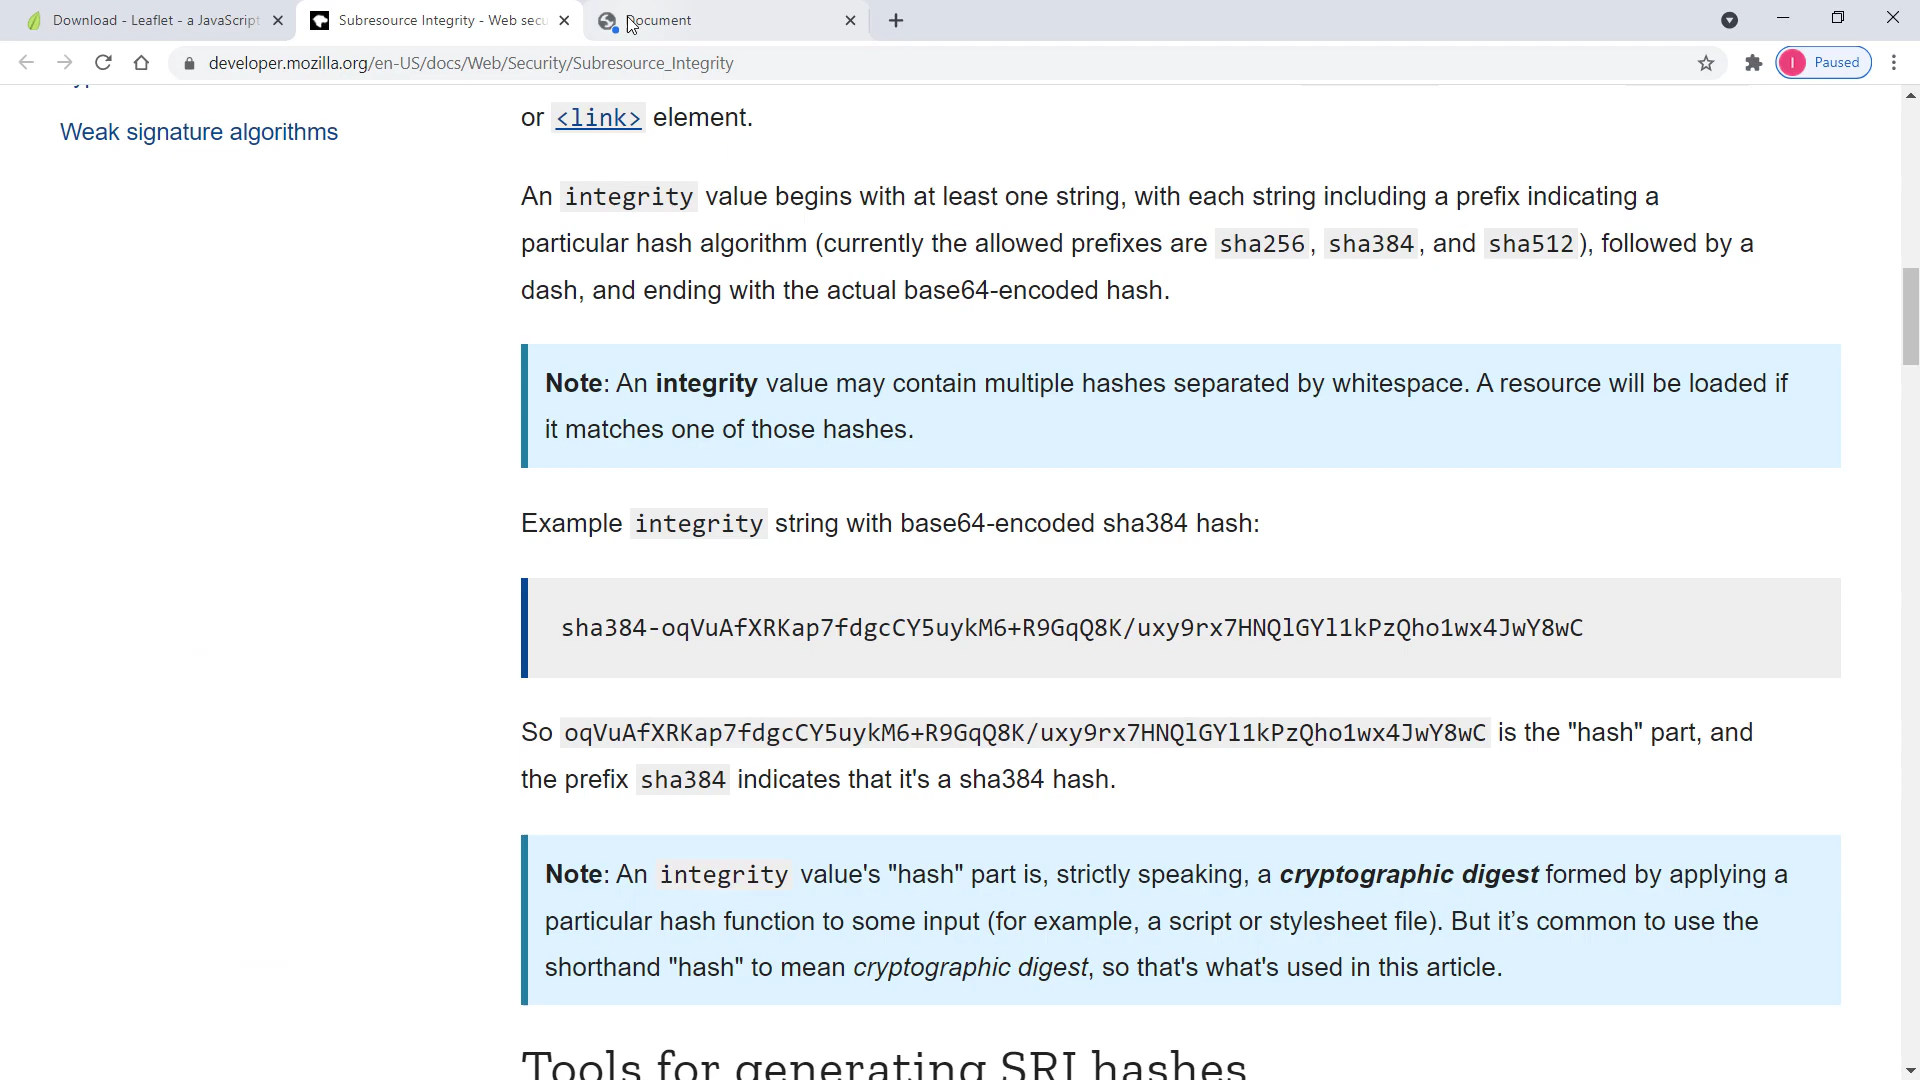 Download - Leaflet - a JavaScript
Subresource Integrity - Web secu
Document
developer.mozilla.org/en-US/docs/Web/Security/Subresource_Integrity
I Paused
Weak signature algorithms
or <link> element.
An integrity value begins with at least one string, with each string including a prefix indicating a
particular hash algorithm (currently the allowed prefixes are sha256, sha384, and sha512), followed by a
dash, and ending with the actual base64-encoded hash.
Note: An integrity value may contain multiple hashes separated by whitespace. A resource will be loaded if
it matches one of those hashes.
Example integrity string with base64-encoded sha384 hash:
sha384-oqVuAfXRKap7fdgcCY5uykM6+R9GqQ8K/uxy9rx7HNQlGYl1kPzQho1wx4JwY8wC
So oqVuAfXRKap7fdgcCY5uykM6+R9GqQ8K/uxy9rx7HNQlGYl1kPzQho1wx4JwY8wC is the "hash" part, and
the prefix sha384 indicates that it's a sha384 hash.
Note: An integrity value's "hash" part is, strictly speaking, a cryptographic digest formed by applying a
particular hash function to some input (for example, a script or stylesheet file). But it’s common to use the
shorthand "hash" to mean cryptographic digest, so that's what's used in this article.
Tools for generating SRI hashes